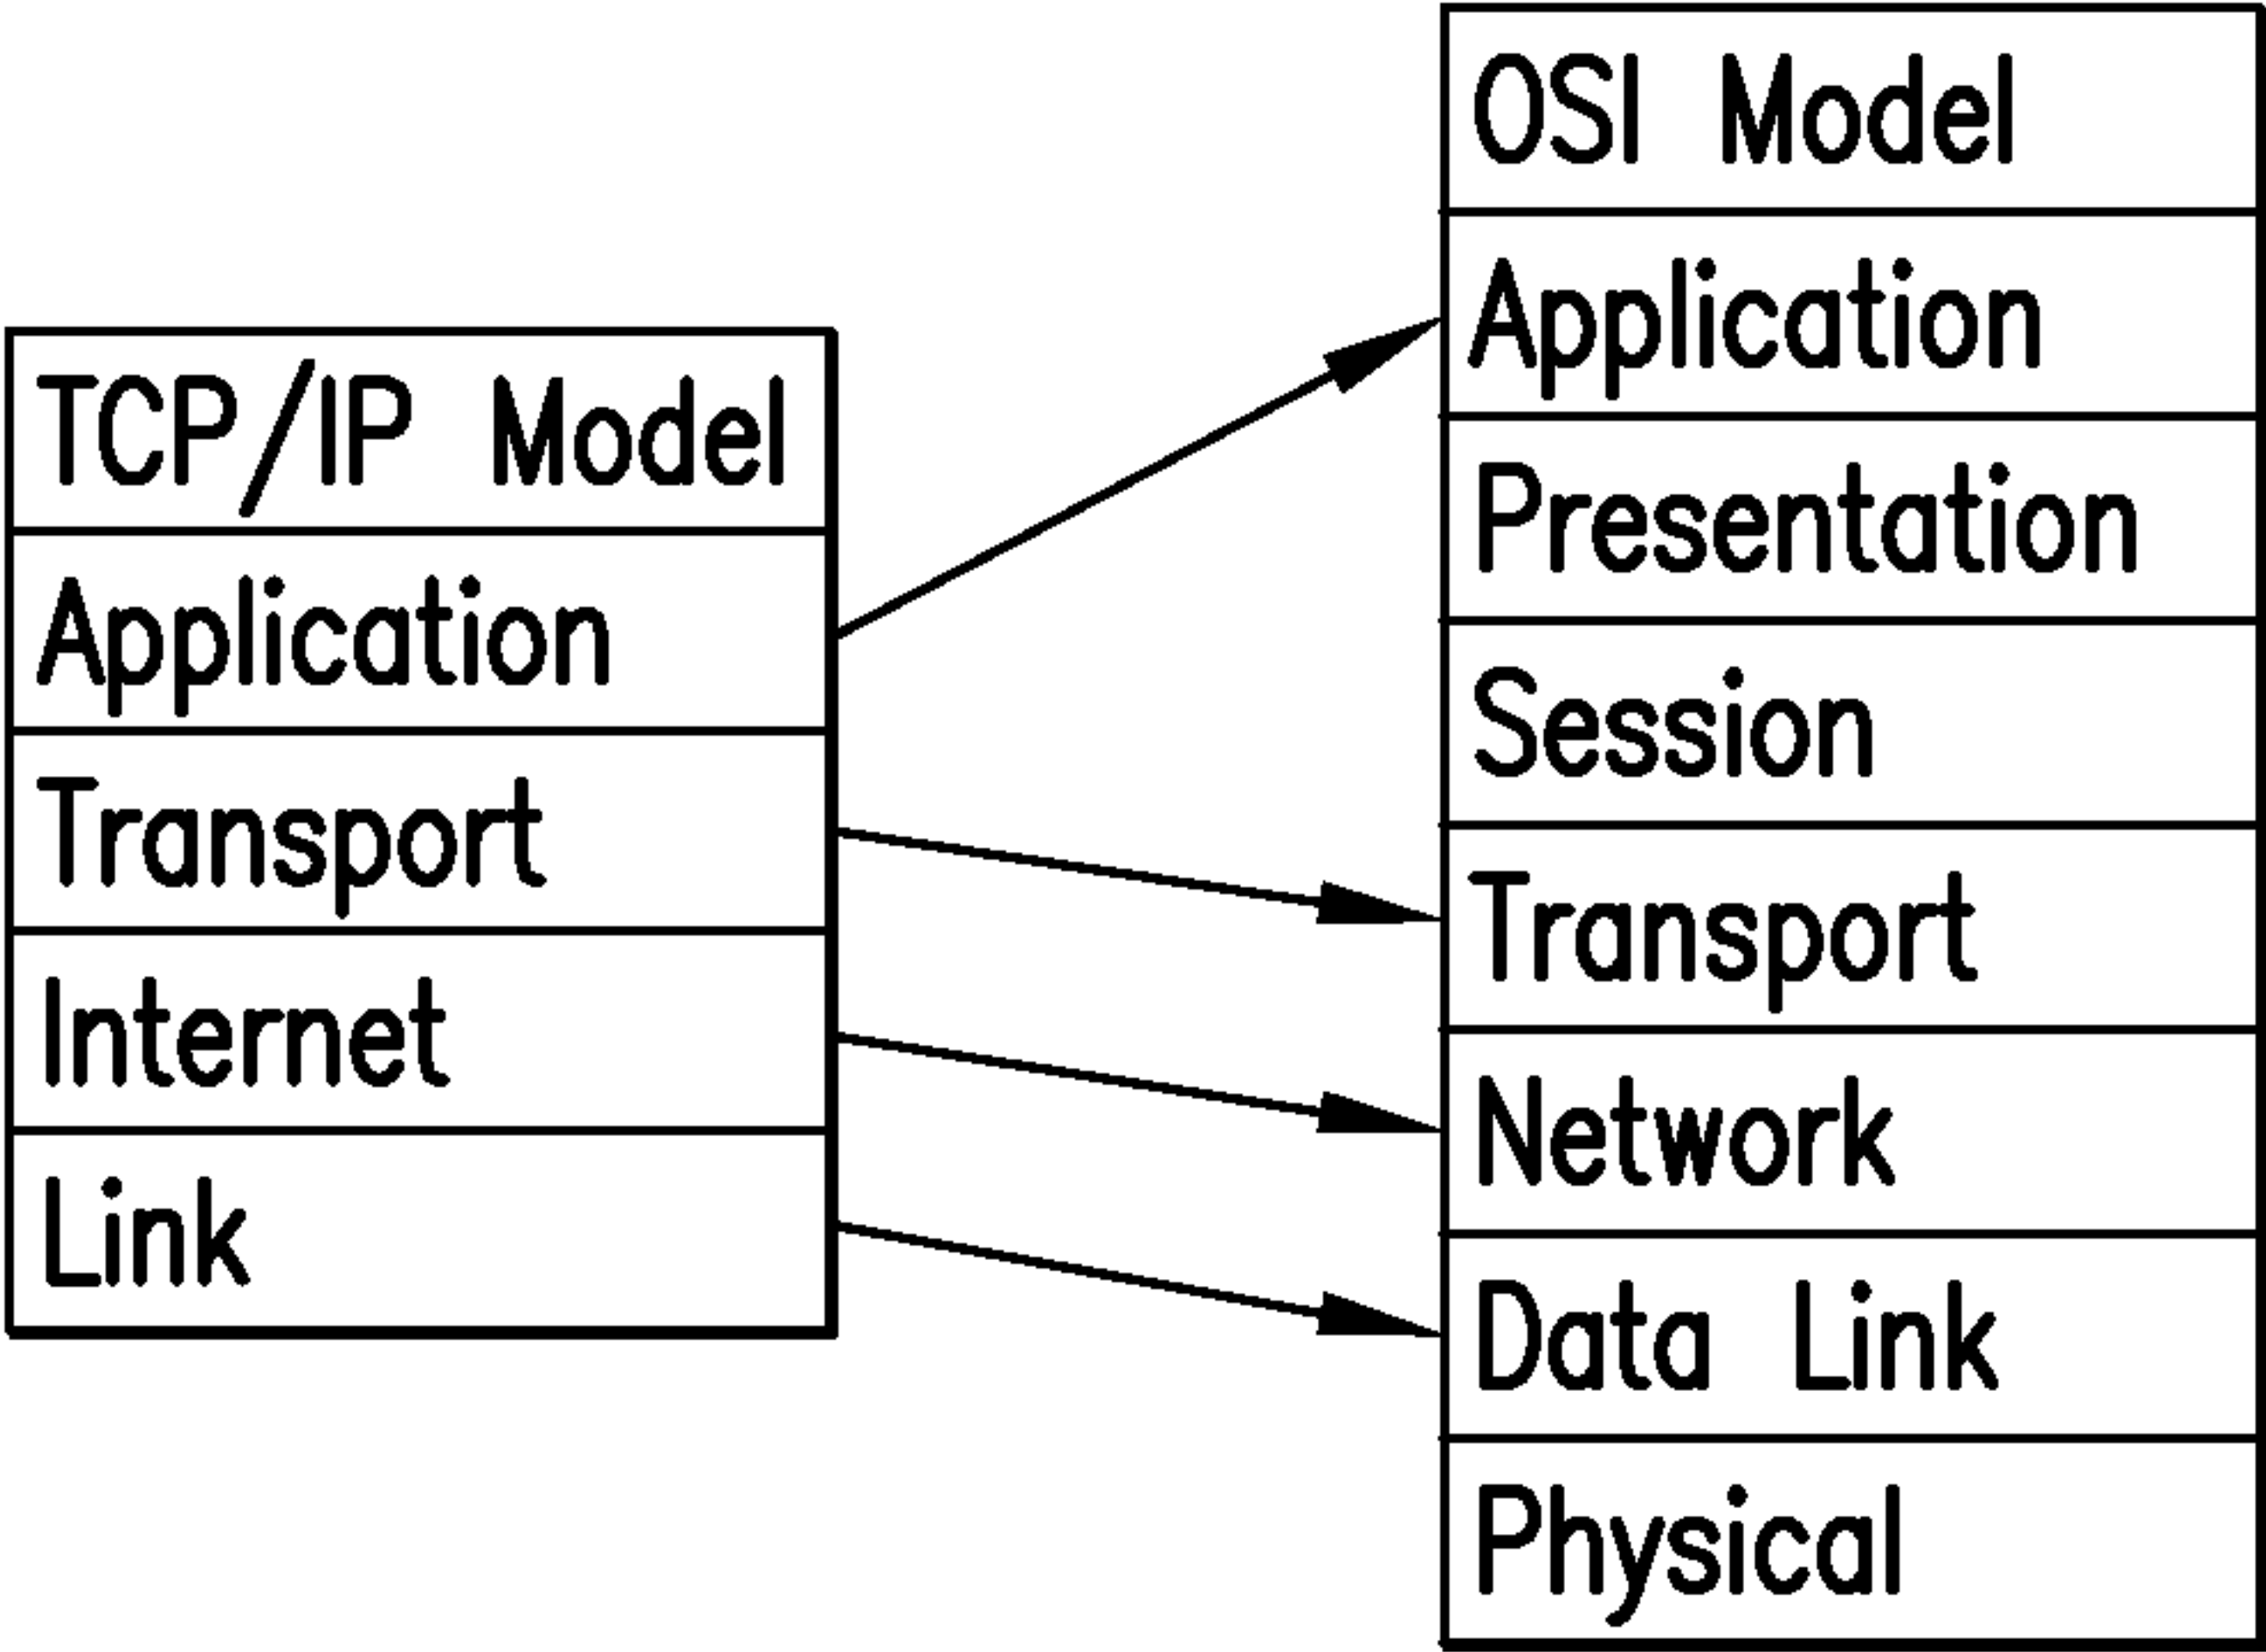 TCP/IP Model
Application
Transport
Internet
Link
OSI Model
Application
Presentation
Session
Transport
Network
Data Link
Physical